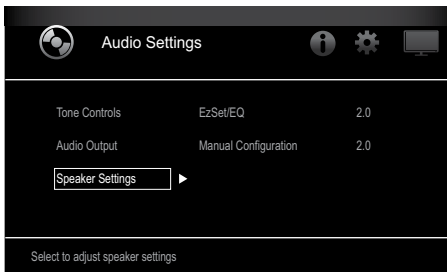 Audio Settings
Tone Controls EzSet/EQ 2.0
Audio Output Manual Configuration 2.0
Speaker Settings
Select to adjust speaker settings